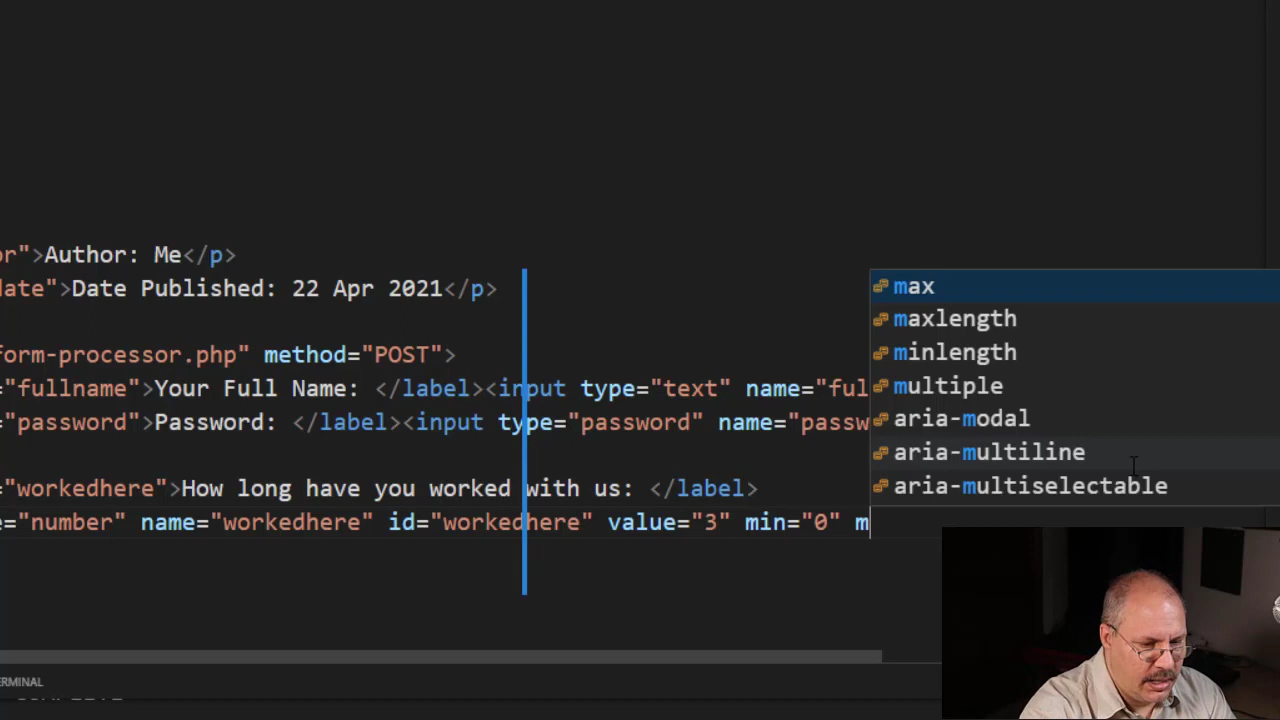 or">Author: Me</p>
late">Date Published: 22 Apr 2021</p>
form-processor.php" method="POST">
="fullname">Your Full Name: </label><input type="text" name="ful
="password">Password: </label><input type="password" name="passw
="workedhere">How long have you worked with us: </label>
e="number" name="workedhere" id="workedhere" value="3" min="0" m
max
maxlength
minlength
multiple
aria-modal
aria-multiline
aria-multiselectable
ERMINAL